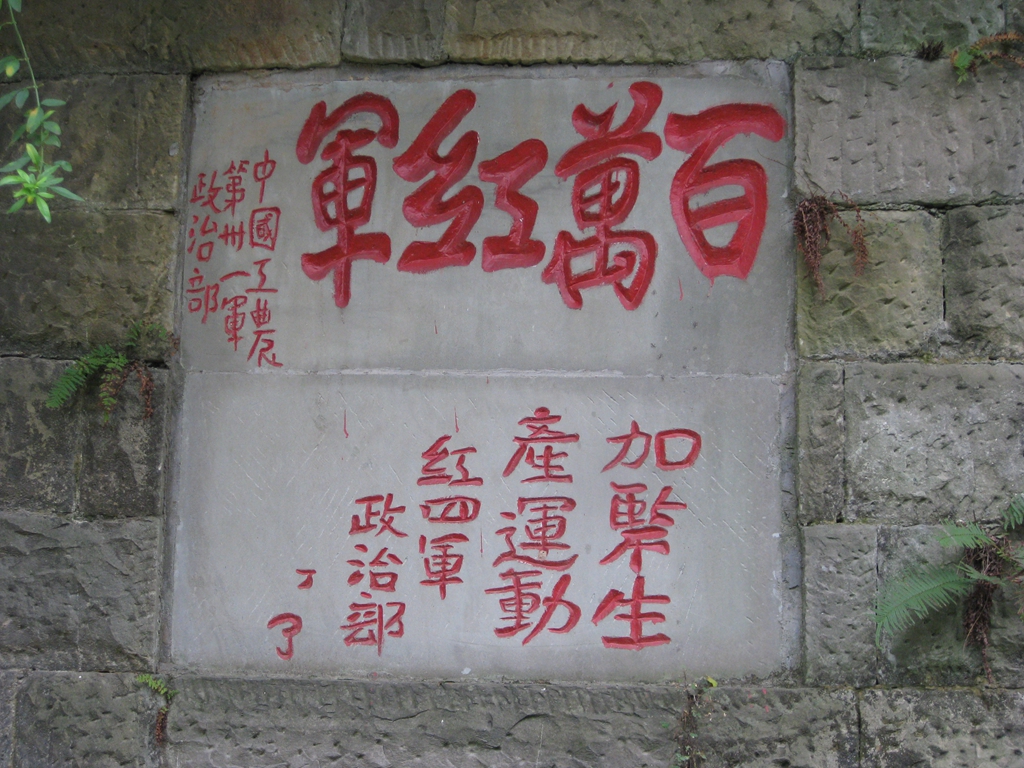 百萬紅軍
中國工農
第卅一軍
政治部
加緊生
產運動
紅四軍
政治部